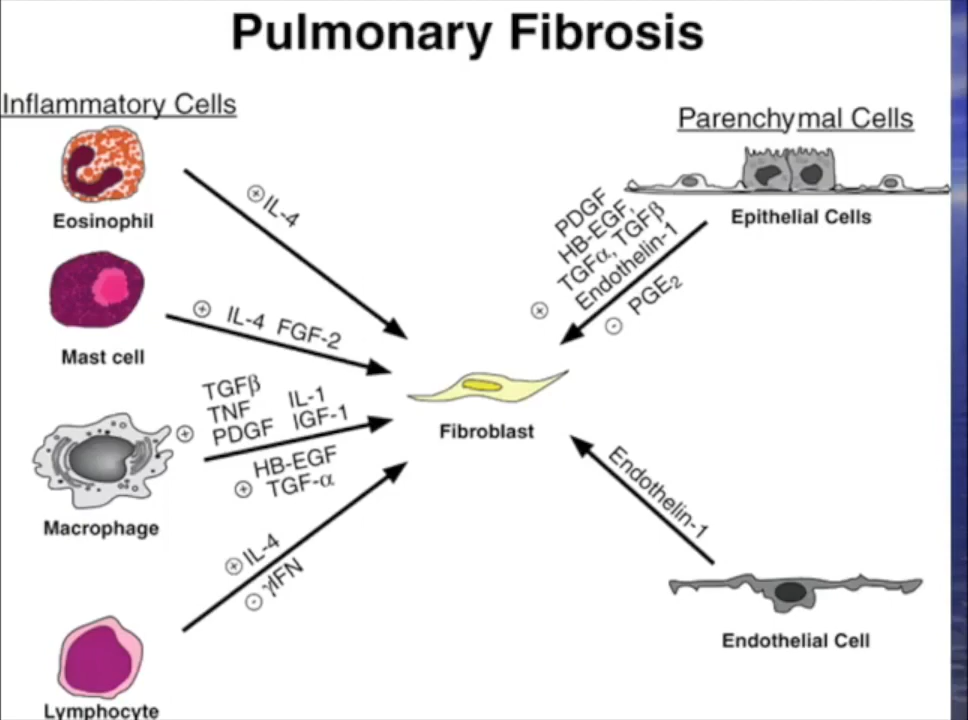 Pulmonary Fibrosis
Inflammatory Cells
Eosinophil
⊕ IL-4
Mast cell
⊕ IL-4 FGF-2
Macrophage
⊕
TGFβ
TNF IL-1
PDGF IGF-1
HB-EGF
⊕ TGF-α
Lymphocyte
⊕ IL-4
⊖ γIFN
Fibroblast
Parenchymal Cells
Epithelial Cells
PDGF
HB-EGF,
TGFα, TGFβ
⊕ Endothelin-1
⊖ PGE₂
Endothelin-1
Endothelial Cell